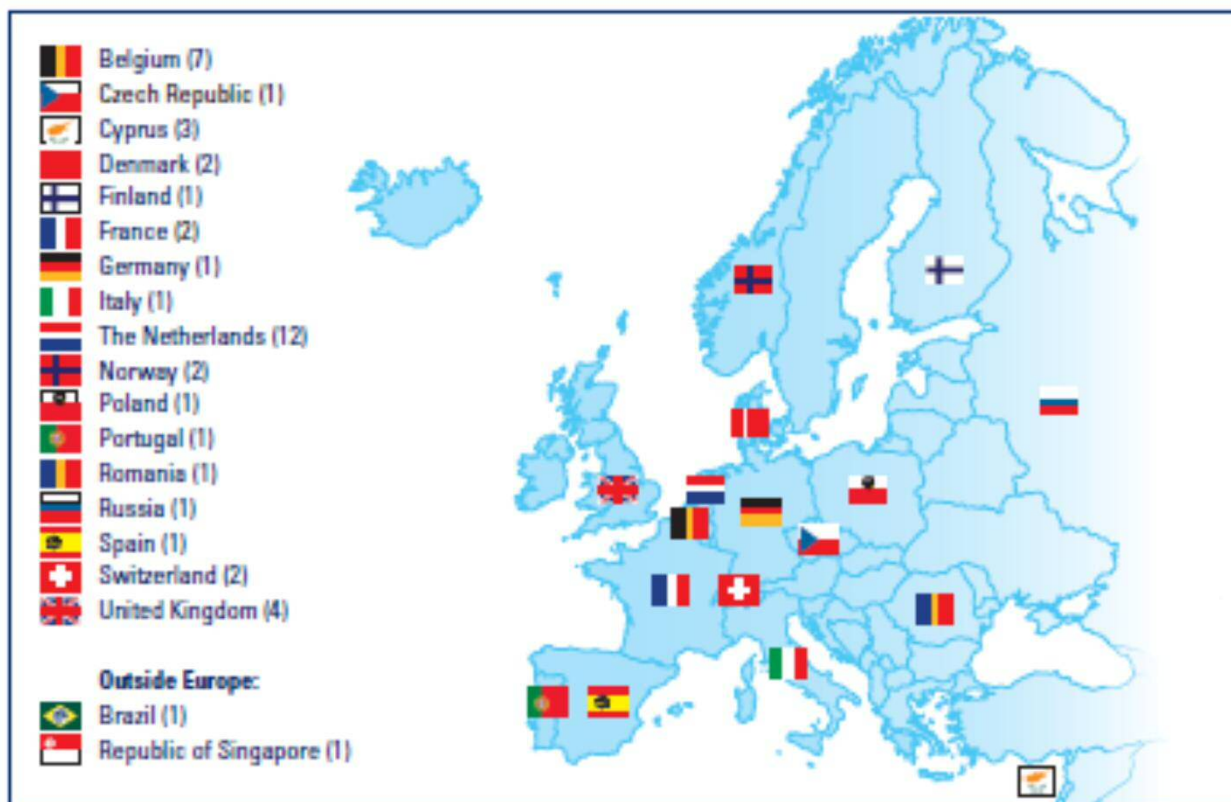 Belgium (7)
Czech Republic (1)
Cyprus (3)
Denmark (2)
Finland (1)
France (2)
Germany (1)
Italy (1)
The Netherlands (12)
Norway (2)
Poland (1)
Portugal (1)
Romania (1)
Russia (1)
Spain (1)
Switzerland (2)
United Kingdom (4)
Outside Europe:
Brazil (1)
Republic of Singapore (1)